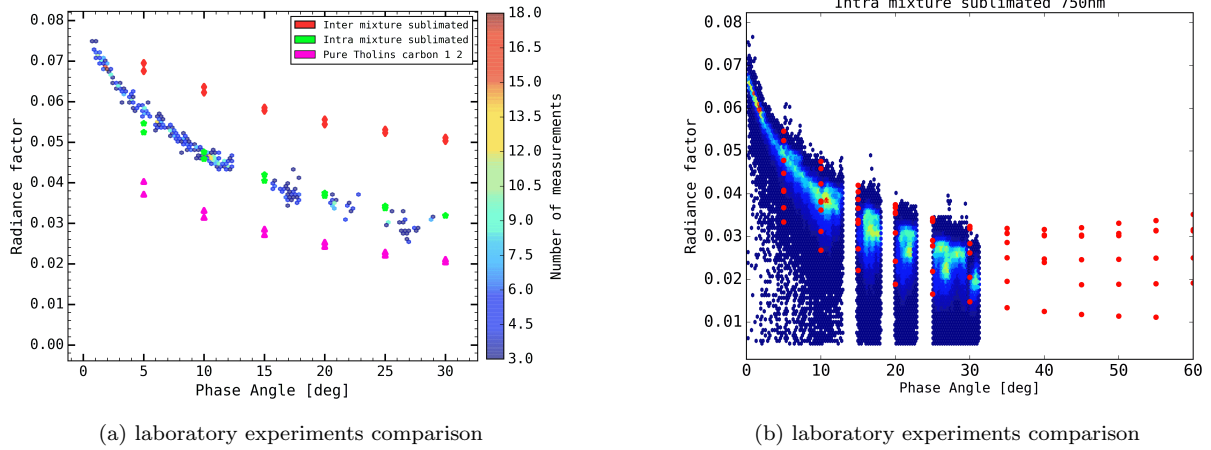 Inter mixture sublimated
Intra mixture sublimated
Pure Tholins carbon 1 2
0.08
0.07
0.06
0.05
0.04
0.03
0.02
0.01
0.00
Radiance factor
0 5 10 15 20 25 30
Phase Angle [deg]
18.0
16.5
15.0
13.5
12.0
10.5
9.0
7.5
6.0
4.5
3.0
Number of measurements
(a) laboratory experiments comparison
Intra mixture sublimated 750nm
0.08
0.07
0.06
0.05
0.04
0.03
0.02
0.01
Radiance factor
0 10 20 30 40 50 60
Phase Angle [deg]
(b) laboratory experiments comparison